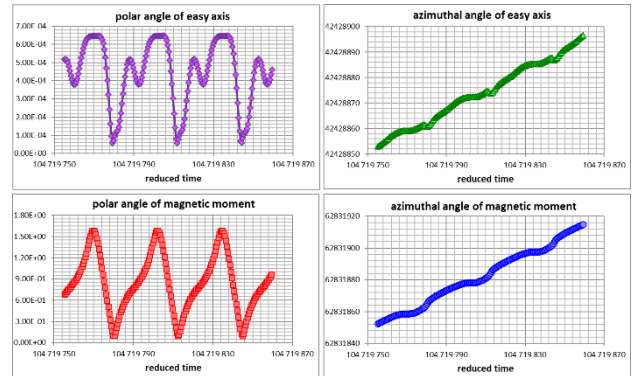 polar angle of easy axis
7.00E-04
6.00E-04
5.00E-04
4.00E-04
3.00E-04
2.00E-04
1.00E-04
0.00E+00
104 719 750 104 719 790 104 719 830 104 719 870
reduced time
azimuthal angle of easy axis
42428900
42428890
42428880
42428870
42428860
42428850
104 719 750 104 719 790 104 719 830 104 719 870
reduced time
polar angle of magnetic moment
1.80E+00
1.50E+00
1.20E+00
9.00E-01
6.00E-01
3.00E-01
0.00E+00
104 719 750 104 719 790 104 719 830 104 719 870
reduced time
azimuthal angle of magnetic moment
62831920
62831900
62831880
62831860
62831840
104 719 750 104 719 790 104 719 830 104 719 870
reduced time